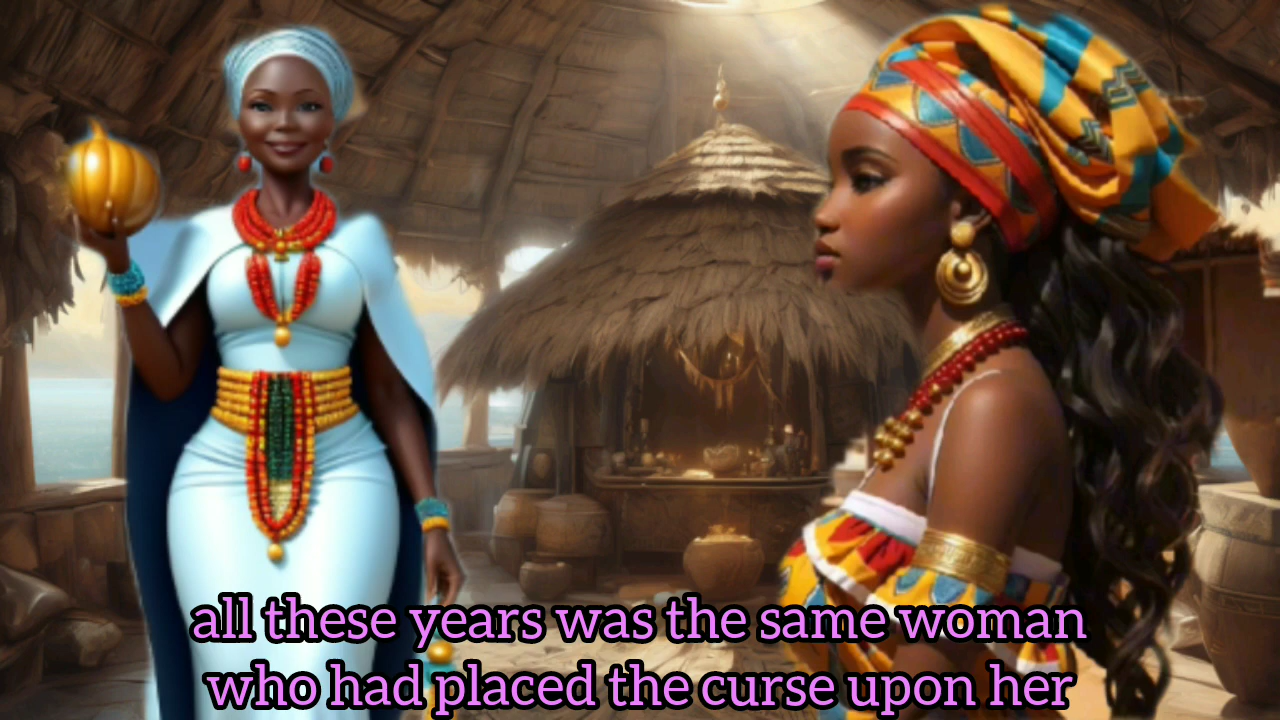 all these years was the same woman
who had placed the curse upon her